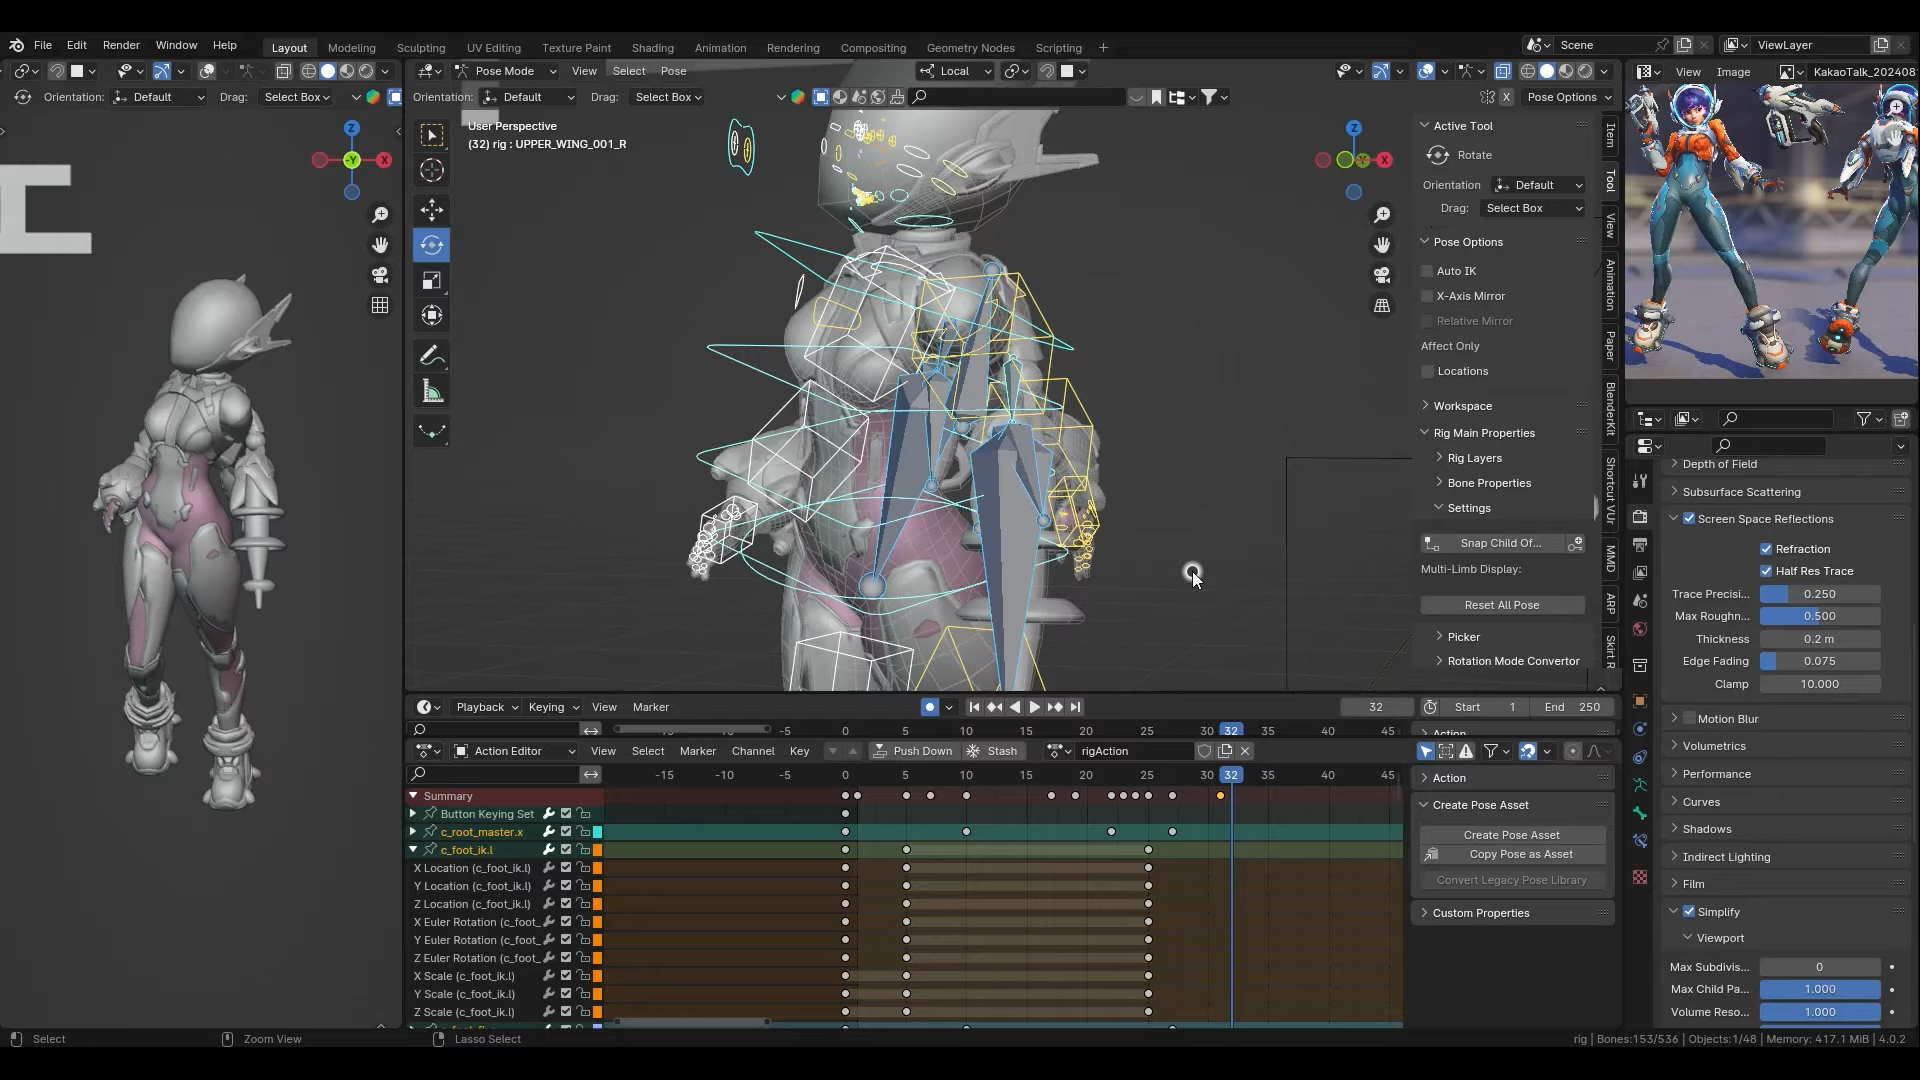 File Edit Render Window Help Layout Modeling Sculpting UV Editing Texture Paint Shading Animation Rendering Compositing Geometry Nodes Scripting + Scene ViewLayer
Pose Mode View Select Pose Local View Image KakaoTalk_202408
Orientation: Default Drag: Select Box Orientation: Default Drag: Select Box X Pose Options
User Perspective
(32) rig : UPPER_WING_001_R
Z
-Y
X
Z
X
Active Tool
Rotate
Orientation Default
Drag: Select Box
Pose Options
Auto IK
X-Axis Mirror
Relative Mirror
Affect Only
Locations
Workspace
Rig Main Properties
Rig Layers
Bone Properties
Settings
Snap Child Of...
Multi-Limb Display:
Reset All Pose
Picker
Rotation Mode Convertor
Item
Tool
View
Animation
Paper
BlenderKit
Shortcut VUr
MMD
ARP
Skirt R
Depth of Field
Subsurface Scattering
Screen Space Reflections
Refraction
Half Res Trace
Trace Precisi... 0.250
Max Roughn... 0.500
Thickness 0.2 m
Edge Fading 0.075
Clamp 10.000
Motion Blur
Volumetrics
Performance
Curves
Shadows
Indirect Lighting
Film
Simplify
Viewport
Max Subdivis... 0
Max Child Pa... 1.000
Volume Reso... 1.000
Playback Keying View Marker 32 Start 1 End 250
-5 0 5 10 15 20 25 30 32 35 40 45
Action Editor View Select Marker Channel Key Push Down Stash rigAction
-15 -10 -5 0 5 10 15 20 25 30 32 35 40 45
Summary
Button Keying Set
c_root_master.x
c_foot_ik.l
X Location (c_foot_ik.l)
Y Location (c_foot_ik.l)
Z Location (c_foot_ik.l)
X Euler Rotation (c_foot_
Y Euler Rotation (c_foot_
Z Euler Rotation (c_foot_
X Scale (c_foot_ik.l)
Y Scale (c_foot_ik.l)
Z Scale (c_foot_ik.l)
Action
Create Pose Asset
Create Pose Asset
Copy Pose as Asset
Convert Legacy Pose Library
Custom Properties
Select Zoom View Lasso Select rig | Bones:153/536 | Objects:1/48 | Memory: 417.1 MiB | 4.0.2